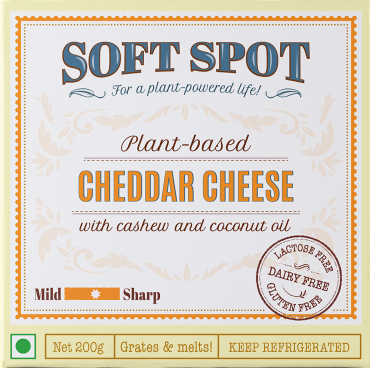 SOFT SPOT
For a plant-powered life!
Plant-based
CHEDDAR CHEESE
with cashew and coconut oil
LACTOSE FREE
DAIRY FREE
GLUTEN FREE
Mild Sharp
Net 200g Grates & melts! KEEP REFRIGERATED